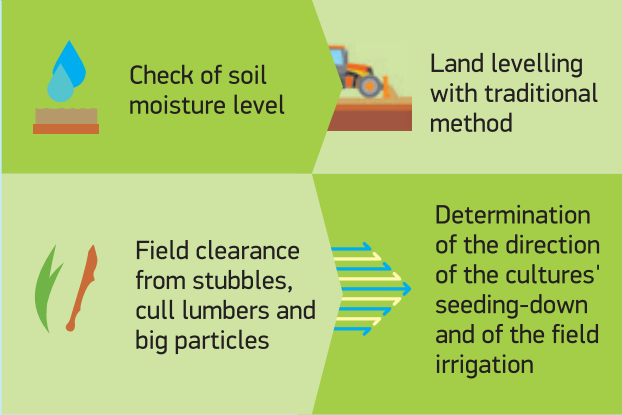 Check of soil
moisture level
Land levelling
with traditional
method
Field clearance
from stubbles,
cull lumbers and
big particles
Determination
of the direction
of the cultures'
seeding-down
and of the field
irrigation